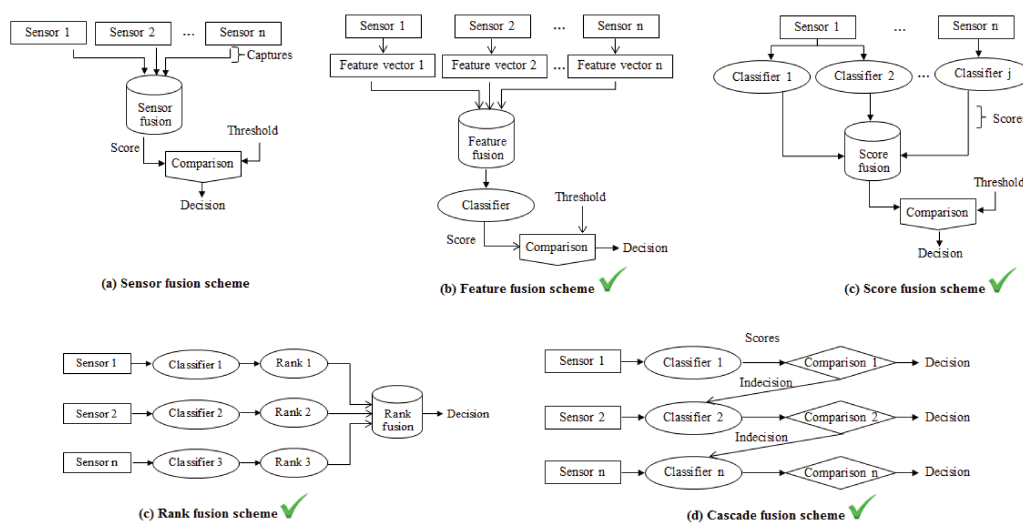 Sensor 1
Sensor 2
...
Sensor n
Captures
Sensor
fusion
Score
Threshold
Comparison
Decision
(a) Sensor fusion scheme
Sensor 1
Sensor 2
...
Sensor n
Feature vector 1
Feature vector 2
...
Feature vector n
Feature
fusion
Classifier
Threshold
Score
Comparison
Decision
(b) Feature fusion scheme
Sensor 1
...
Sensor n
Classifier 1
Classifier 2
...
Classifier j
Scores
Score
fusion
Threshold
Comparison
Decision
(c) Score fusion scheme
Sensor 1
Classifier 1
Rank 1
Sensor 2
Classifier 2
Rank 2
Rank
fusion
Decision
Sensor n
Classifier 3
Rank 3
(c) Rank fusion scheme
Scores
Sensor 1
Classifier 1
Comparison 1
Decision
Indecision
Sensor 2
Classifier 2
Comparison 2
Decision
Indecision
Sensor n
Classifier n
Comparison n
Decision
(d) Cascade fusion scheme